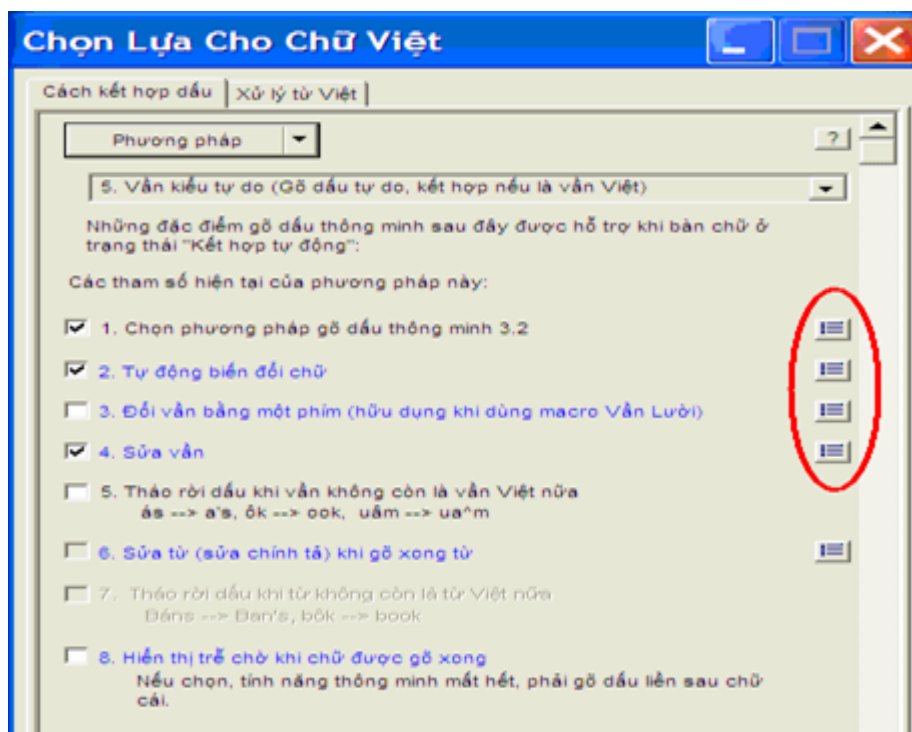 Chọn Lựa Cho Chữ Việt
Cách kết hợp dấu
Xử lý từ Việt
Phương pháp
?
5. Vần kiểu tự do (Gõ dấu tự do, kết hợp nếu là vần Việt)
Những đặc điểm gõ dấu thông minh sau đây được hỗ trợ khi bàn chữ ở
trạng thái "Kết hợp tự động":
Các tham số hiện tại của phương pháp này:
1. Chọn phương pháp gõ dấu thông minh 3.2
2. Tự động biến đổi chữ
3. Đổi vần bằng một phím (hữu dụng khi dùng macro Vần Lười)
4. Sửa vần
5. Tháo rời dấu khi vần không còn là vần Việt nữa
ás --> a's, ôk --> ook, uâm --> ua^m
6. Sửa từ (sửa chính tả) khi gõ xong từ
7. Tháo rời dấu khi từ không còn là từ Việt nữa
Báns --> Ban's, bôk --> book
8. Hiển thị trễ chờ khi chữ được gõ xong
Nếu chọn, tính năng thông minh mất hết, phải gõ dấu liền sau chữ
cái.